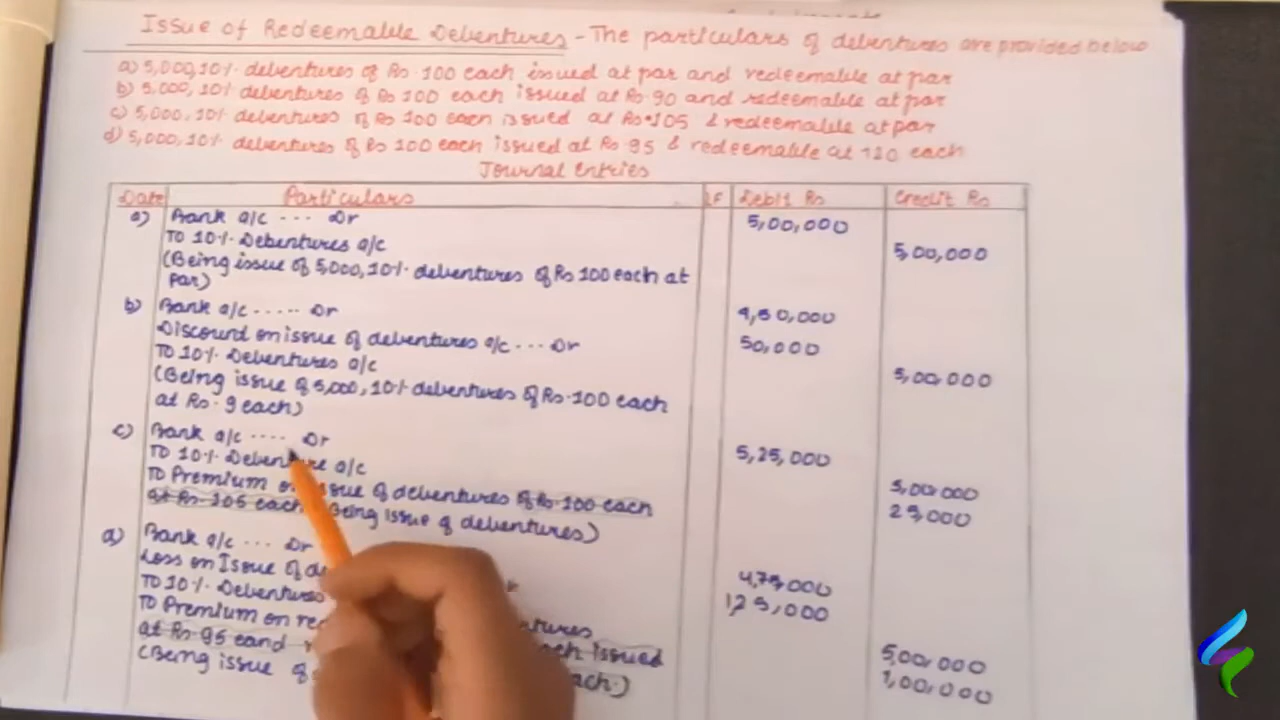 Issue of Redeemable Debentures - The particulars of debentures are provided below
a) 5,000, 10% debentures of Rs. 100 each issued at par and redeemable at par
b) 5,000, 10% debentures of Rs 100 each issued at Rs. 90 and redeemable at par
c) 5,000, 10% debentures of Rs 100 each issued at Rs. 105 & redeemable at par
d) 5,000, 10% debentures of Rs 100 each issued at Rs 95 & redeemable at 120 each
Journal Entries
Date Particulars LF Debit Rs Credit Rs
a) Bank a/c ... Dr 5,00,000
To 10% Debentures a/c 5,00,000
(Being issue of 5,000, 10% debentures of Rs 100 each at
Par)
b) Bank a/c ..... Dr 4,50,000
Discound on issue of debentures a/c ... Dr 50,000
To 10% Debentures a/c 5,00,000
(Being issue of 5,000, 10% debentures of Rs. 100 each
at Rs. 9 each)
c) Bank a/c .... Dr 5,25,000
To 10% Debenture a/c 5,00,000
To Premium on issue of debentures of Rs. 100 each 25,000
at Rs. 105 each (Being issue of debentures)
d) Bank a/c ... Dr 4,75,000
Loss on Issue of 1,25,000
To 10% Debentures 5,00,000
To Premium on 1,00,000
at Rs. 95 issued
(Being issue of each)